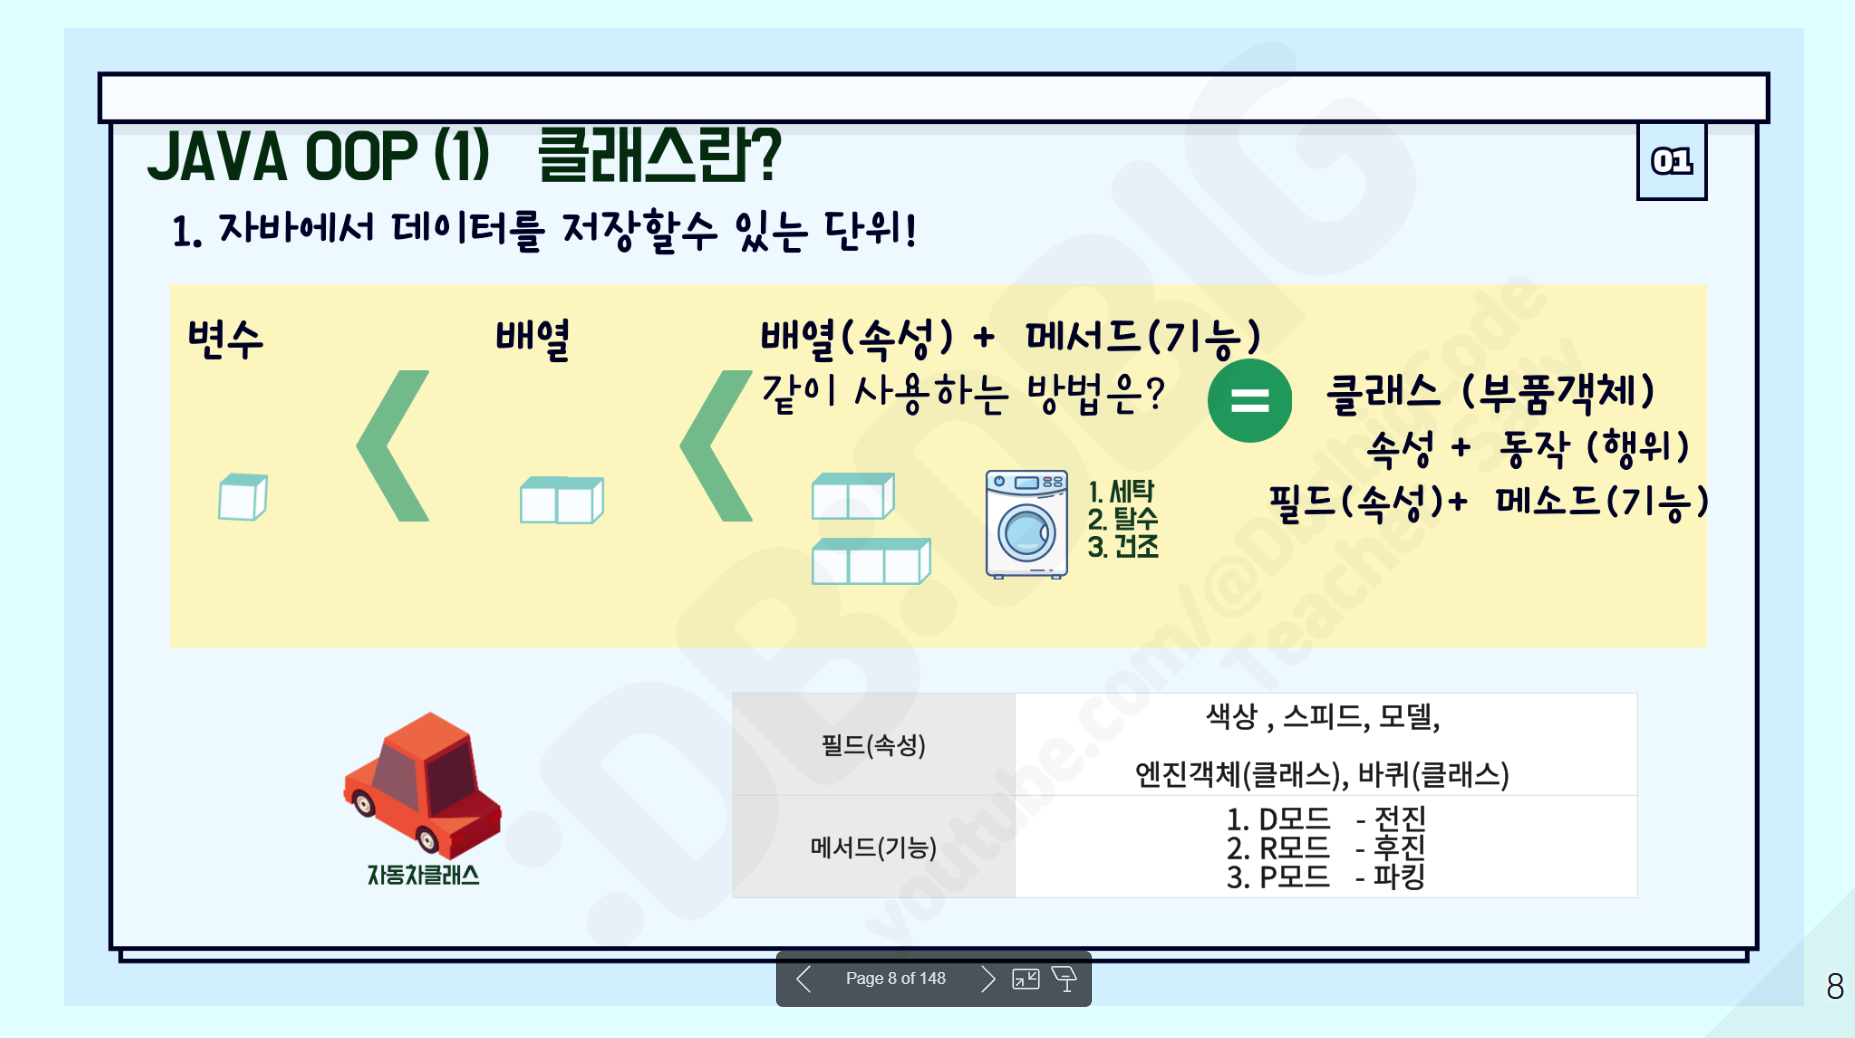 JAVA OOP (1) 클래스란?
01
1. 자바에서 데이터를 저장할수 있는 단위!
변수
배열
배열(속성) + 메서드(기능)
같이 사용하는 방법은?
=
클래스 (부품객체)
속성 + 동작 (행위)
필드(속성)+ 메소드(기능)
1. 세탁
2. 탈수
3. 건조
자동차클래스
필드(속성)
색상 , 스피드, 모델,
엔진객체(클래스), 바퀴(클래스)
메서드(기능)
1. D모드 - 전진
2. R모드 - 후진
3. P모드 - 파킹
:DB.DBIG
youtube.com/@DbdbigCode
Teacher Sally
Page 8 of 148
8